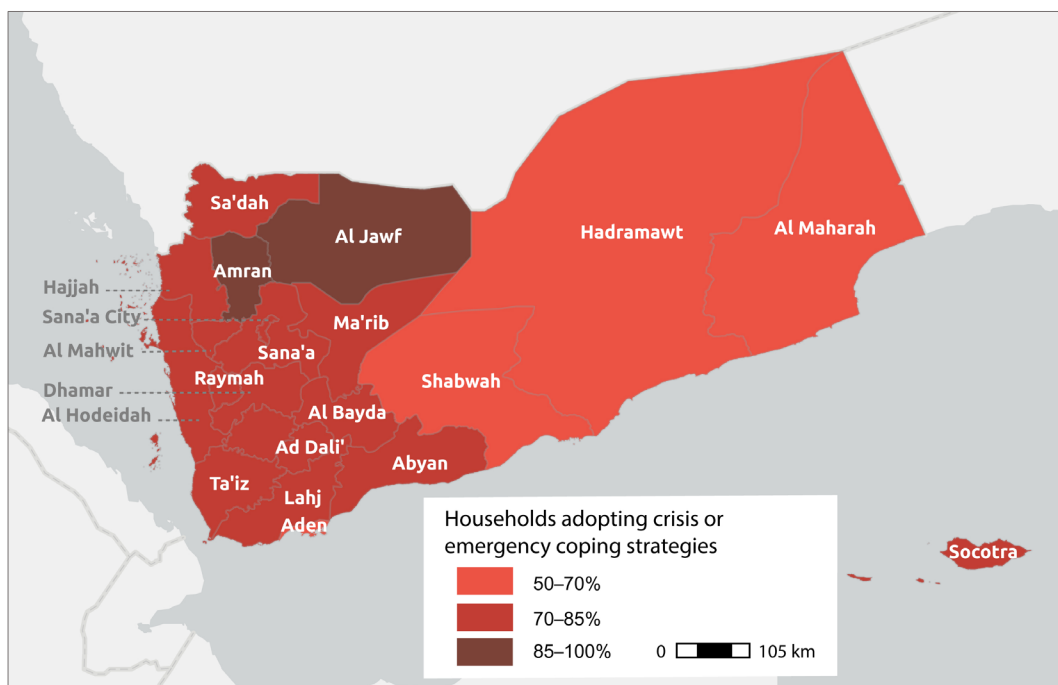 Sa'dah
Al Jawf
Hadramawt
Al Maharah
Amran
Hajjah
Sana'a City
Ma'rib
Al Mahwit
Sana'a
Raymah
Shabwah
Dhamar
Al Hodeidah
Al Bayda
Ad Dali'
Abyan
Ta'iz
Lahj
Aden
Socotra
Households adopting crisis or
emergency coping strategies
50–70%
70–85%
85–100%
0 105 km